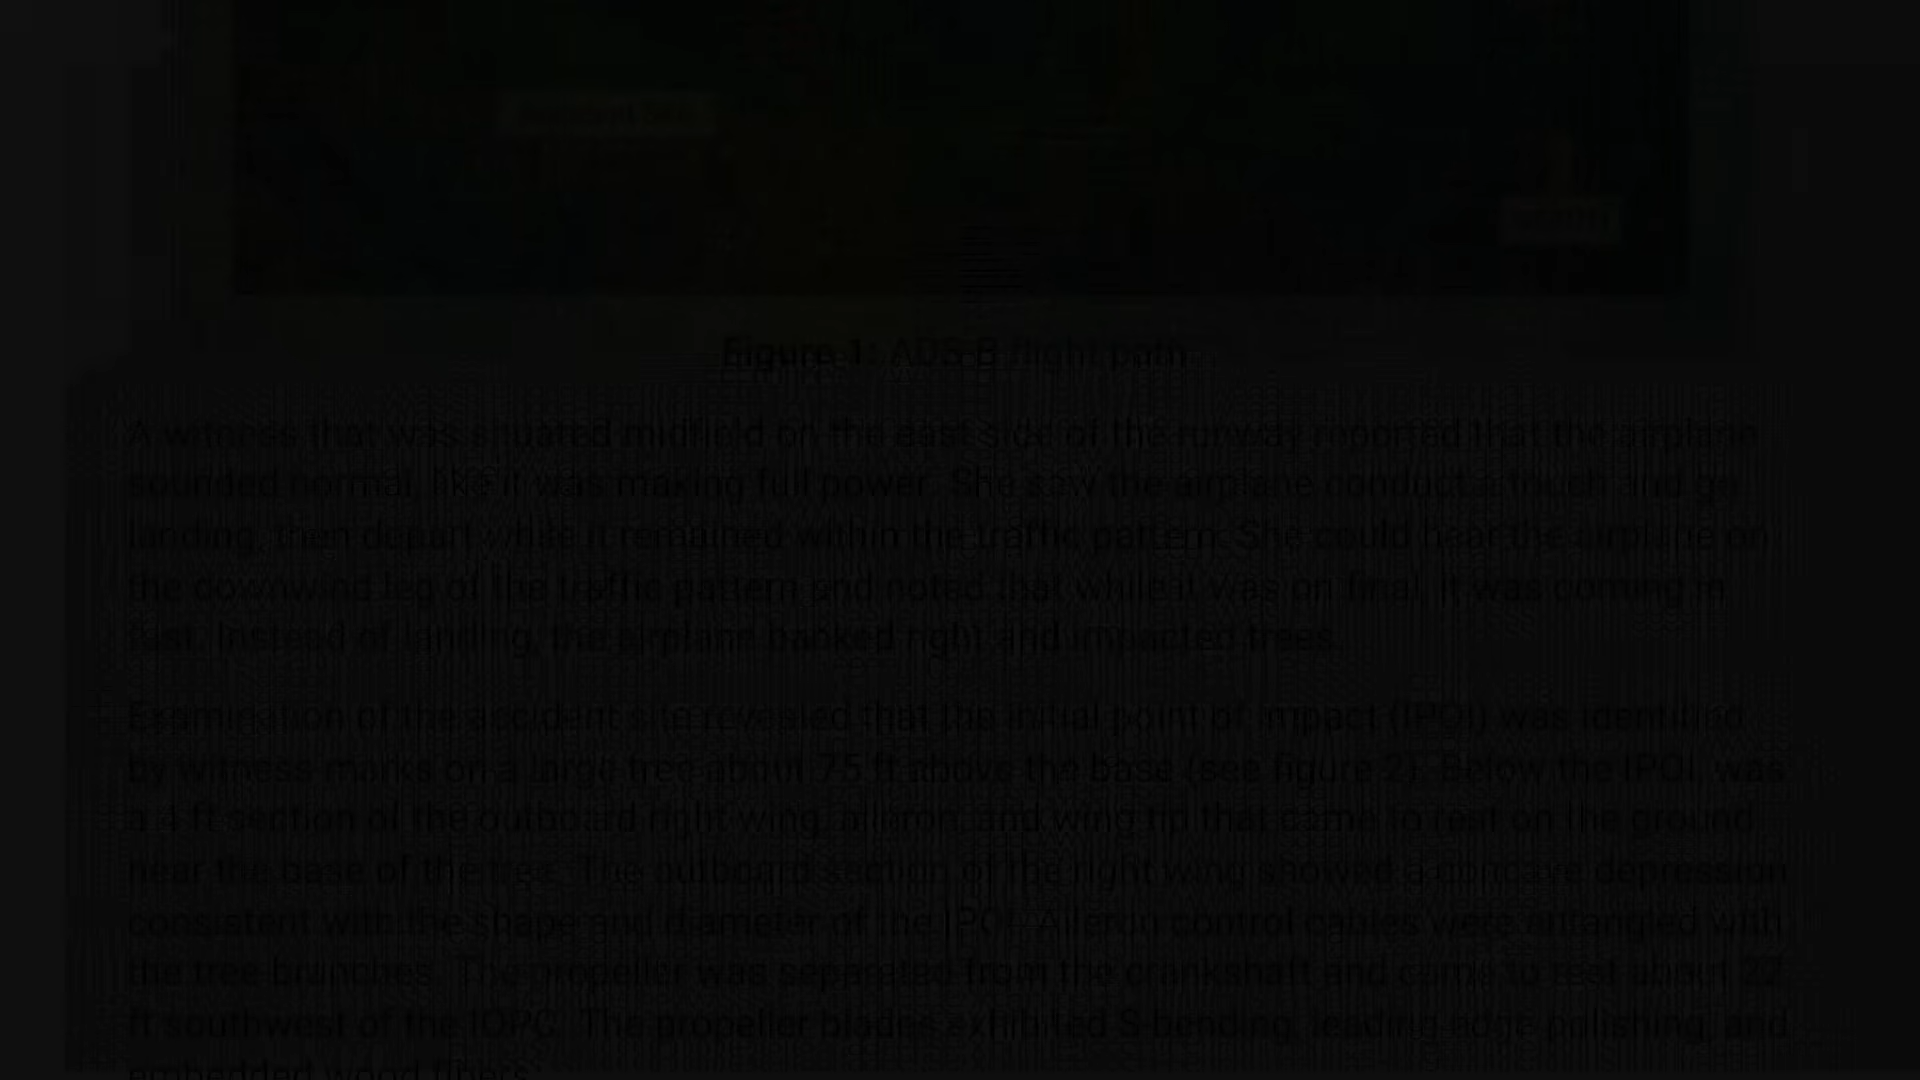 Figure 1: ADS-B flight path
A witness that was situated midfield on the east side of the runway reported that the airplane
sounded normal, like it was making full power. She saw the airplane conduct a touch and go
landing, then depart while it remained within the traffic pattern. She could hear the airplane on
the downwind leg of the traffic pattern and noted that while it was on final, it was coming in
fast. Instead of landing, the airplane banked right and impacted trees.
Examination of the accident site revealed that the initial point of impact (IPOI) was identified
by witness marks on a large tree about 75 ft above the base (see figure 2). Below the IPOI, was
a 4 ft section of the outboard right wing, aileron, and wing tip that came to rest on the ground
near the base of the tree. The outboard section of the right wing showed a concave depression
consistent with the shape and diameter of the IPOI. Aileron control cables were entangled with
the tree branches. The propeller was separated from the crankshaft and came to rest about 22
ft southwest of the IOPC. The propeller blades exhibited S-bending, leading edge polishing, and
embedded wood fibers.